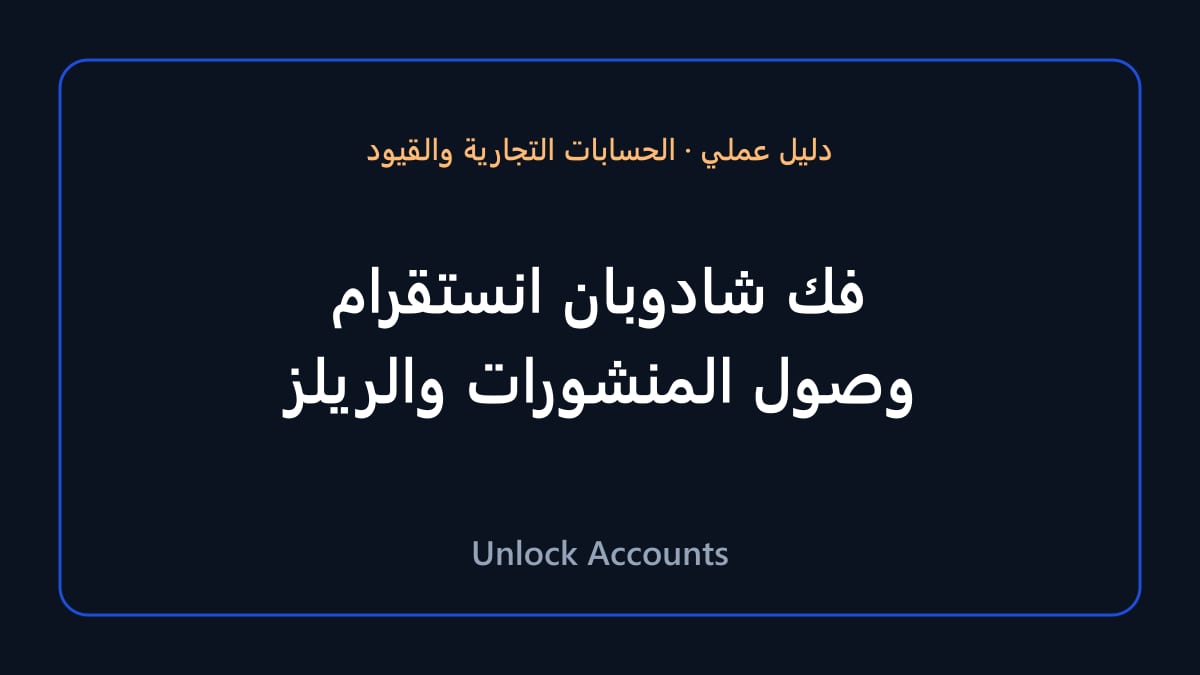 دليل عملي · الحسابات التجارية والقيود
فك شادوبان انستقرام
وصول المنشورات والريلز
Unlock Accounts